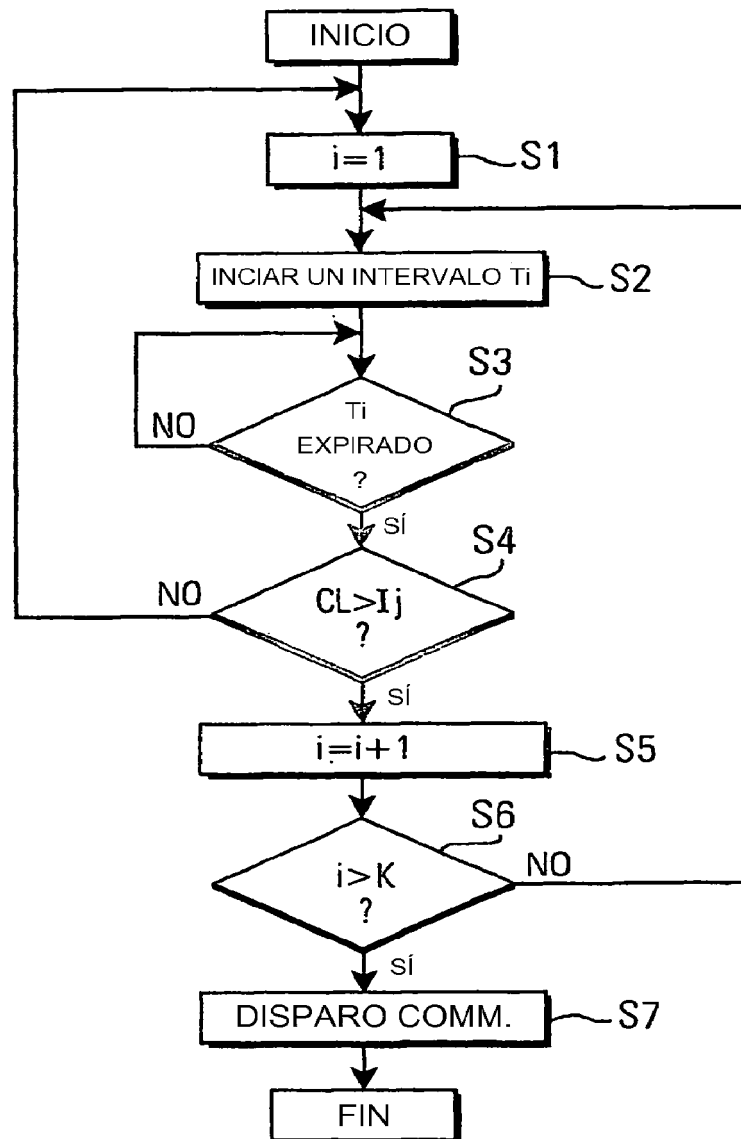 INICIO
i=1
S1
INCIAR UN INTERVALO Ti
S2
S3
Ti
EXPIRADO
?
NO
SÍ
S4
CL>Ij
?
NO
SÍ
i=i+1
S5
S6
i>K
?
NO
SÍ
DISPARO COMM.
S7
FIN